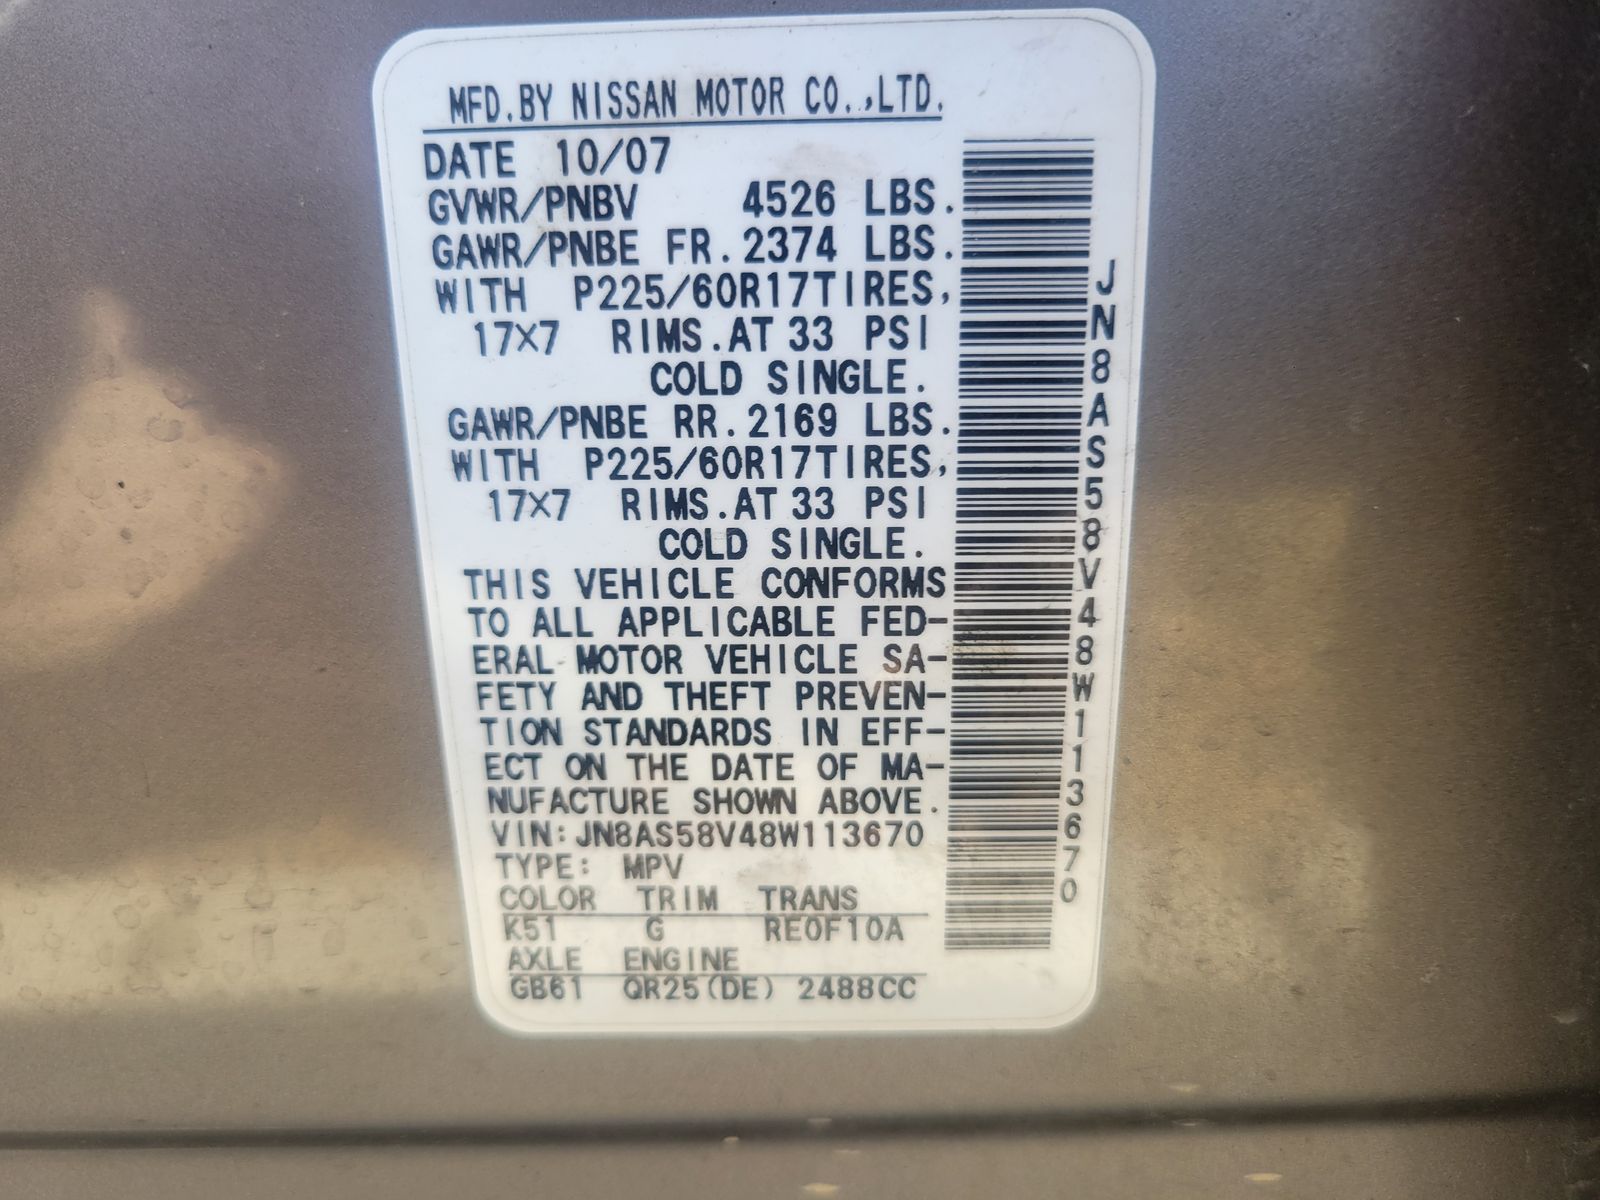 MFD.BY NISSAN MOTOR CO.,LTD.
DATE 10/07
GVWR/PNBV 4526 LBS.
GAWR/PNBE FR.2374 LBS.
WITH P225/60R17TIRES,
17X7 RIMS.AT 33 PSI
COLD SINGLE.
GAWR/PNBE RR.2169 LBS.
WITH P225/60R17TIRES,
17X7 RIMS.AT 33 PSI
COLD SINGLE.
THIS VEHICLE CONFORMS
TO ALL APPLICABLE FED-
ERAL MOTOR VEHICLE SA-
FETY AND THEFT PREVEN-
TION STANDARDS IN EFF-
ECT ON THE DATE OF MA-
NUFACTURE SHOWN ABOVE.
VIN:JN8AS58V48W113670
TYPE: MPV
COLOR TRIM TRANS
K51 G RE0F10A
AXLE ENGINE
GB61 QR25(DE) 2488CC
JN8AS58V48W113670